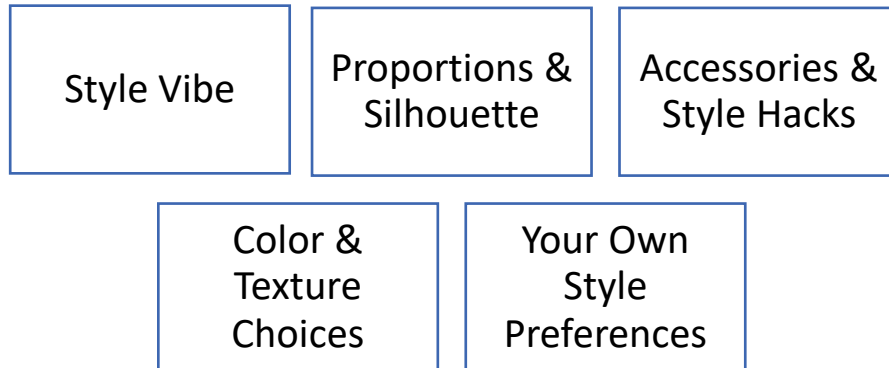 Style Vibe
Proportions &
Silhouette
Accessories &
Style Hacks
Color &
Texture
Choices
Your Own
Style
Preferences